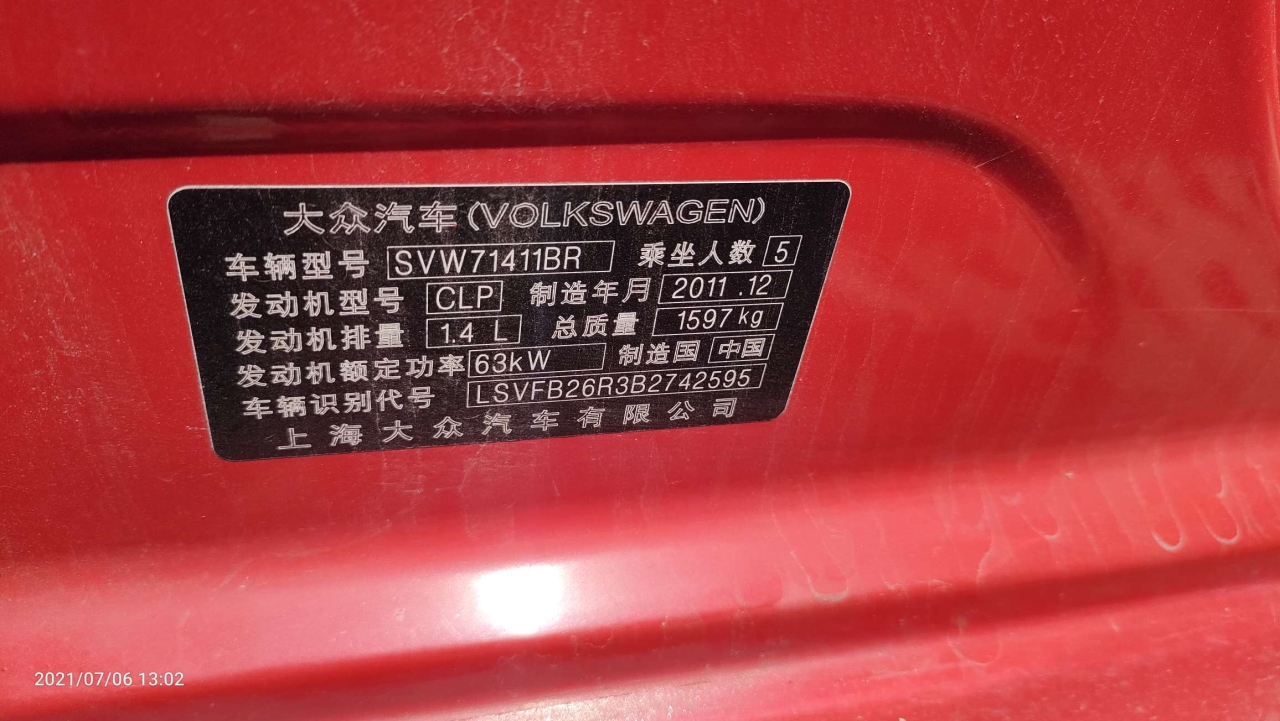 大众汽车(VOLKSWAGEN)
车辆型号 SVW71411BR 乘坐人数 5
发动机型号 CLP 制造年月 2011.12
发动机排量 1.4 L 总质量 1597kg
发动机额定功率 63kW 制造国 中国
车辆识别代号 LSVFB26R3B2742595
上海大众汽车有限公司
2021/07/06 13:02